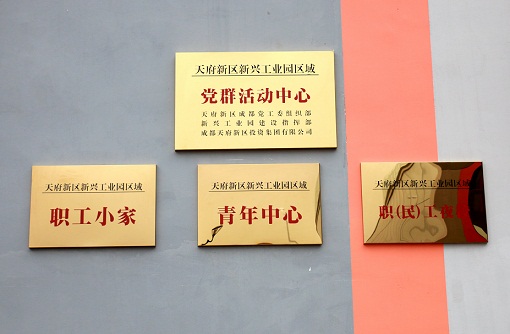 天府新区新兴工业园区域
党群活动中心
天府新区成都党工委组织部
新兴工业园建设指挥部
成都天府新区投资集团有限公司
天府新区新兴工业园区域
职工小家
天府新区新兴工业园区域
青年中心
天府新区新兴工业园区域
职(民)工夜